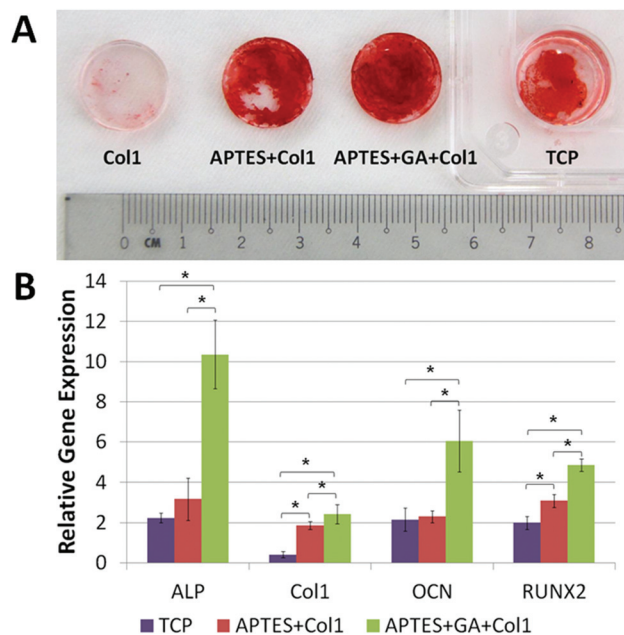 A
Col1 APTES+Col1 APTES+GA+Col1 TCP
0 CM 1 2 3 4 5 6 7 8
B
Relative Gene Expression
14
12
10
8
6
4
2
0
* * * * * * * * * *
ALP Col1 OCN RUNX2
TCP APTES+Col1 APTES+GA+Col1